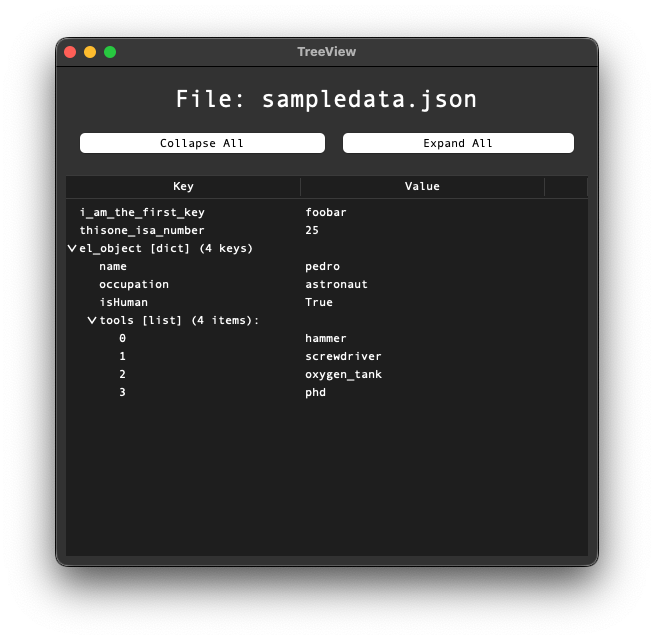 TreeView
File: sampledata.json
Collapse All Expand All
Key Value
i_am_the_first_key foobar
thisone_isa_number 25
el_object [dict] (4 keys)
name pedro
occupation astronaut
isHuman True
tools [list] (4 items):
0 hammer
1 screwdriver
2 oxygen_tank
3 phd